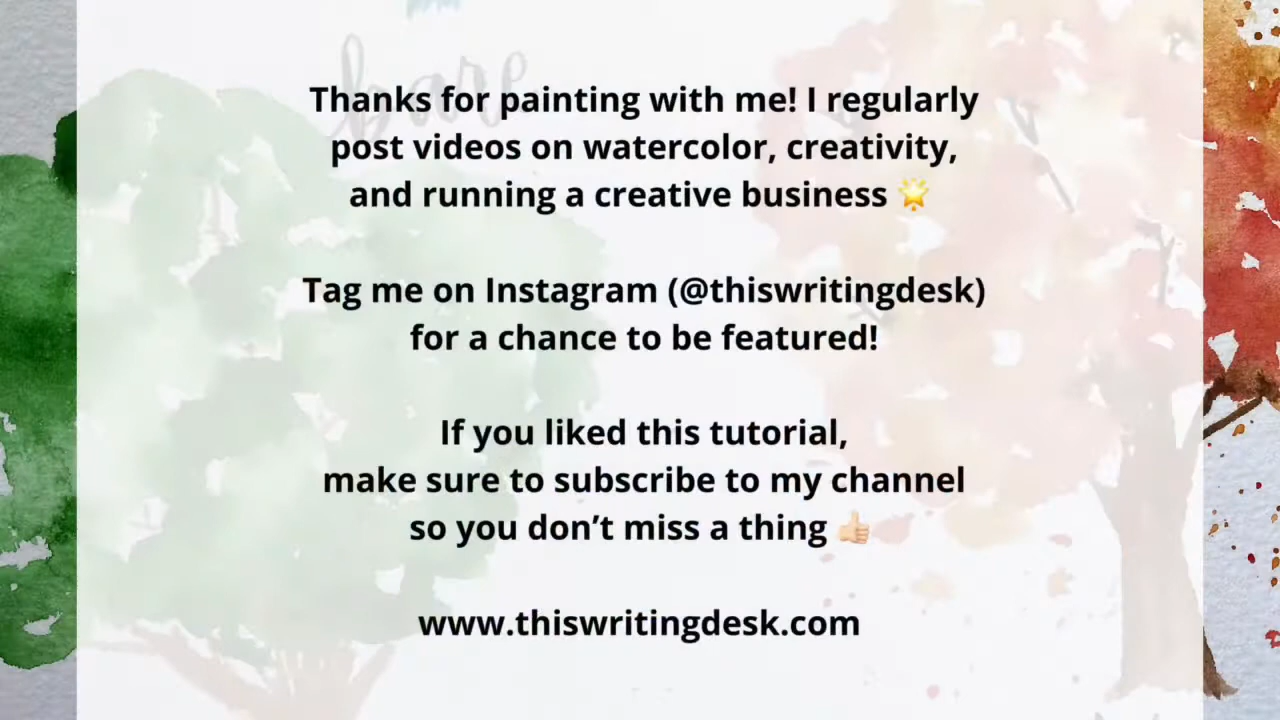 bare
Thanks for painting with me! I regularly
post videos on watercolor, creativity,
and running a creative business 🌟
Tag me on Instagram (@thiswritingdesk)
for a chance to be featured!
If you liked this tutorial,
make sure to subscribe to my channel
so you don’t miss a thing 👍🏻
www.thiswritingdesk.com